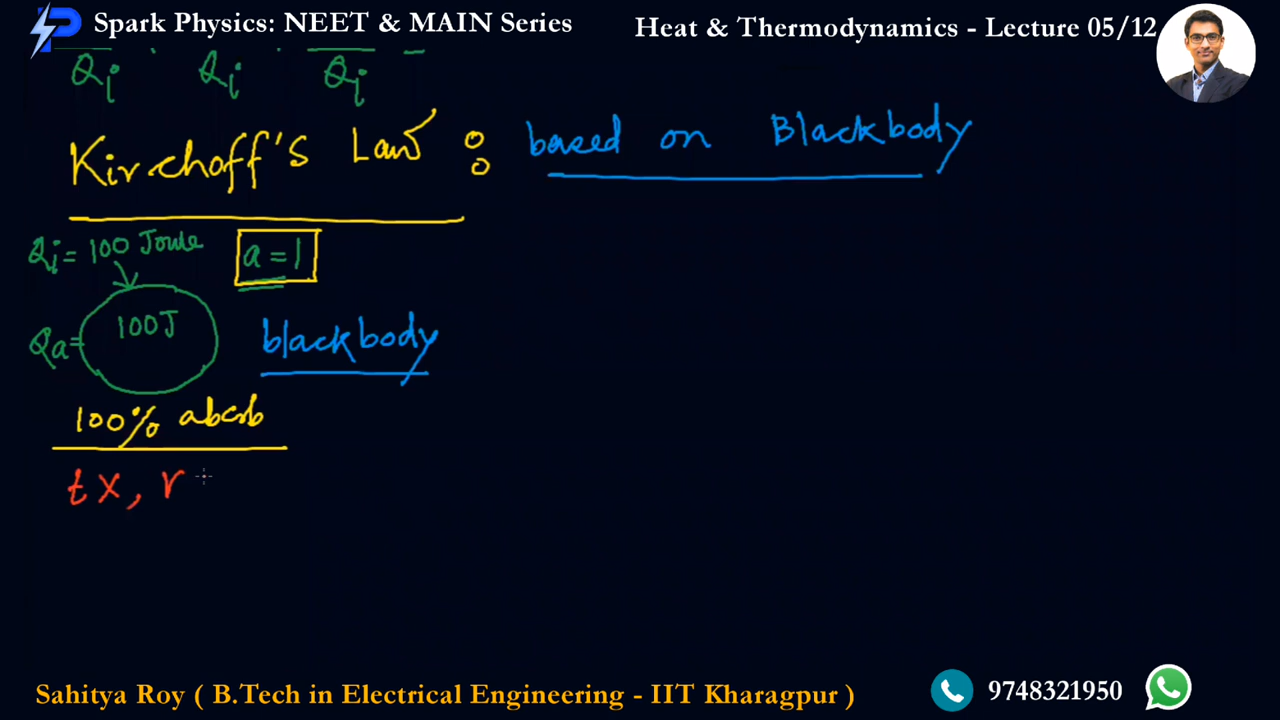 Spark Physics: NEET & MAIN Series
Heat & Thermodynamics - Lecture 05/12
Qi Qi Qi
Kirchoff's Law : based on Blackbody
Qi = 100 Joule a = 1
100J
Qa =
blackbody
100% absorb
t x, r
Sahitya Roy ( B.Tech in Electrical Engineering - IIT Kharagpur )
9748321950